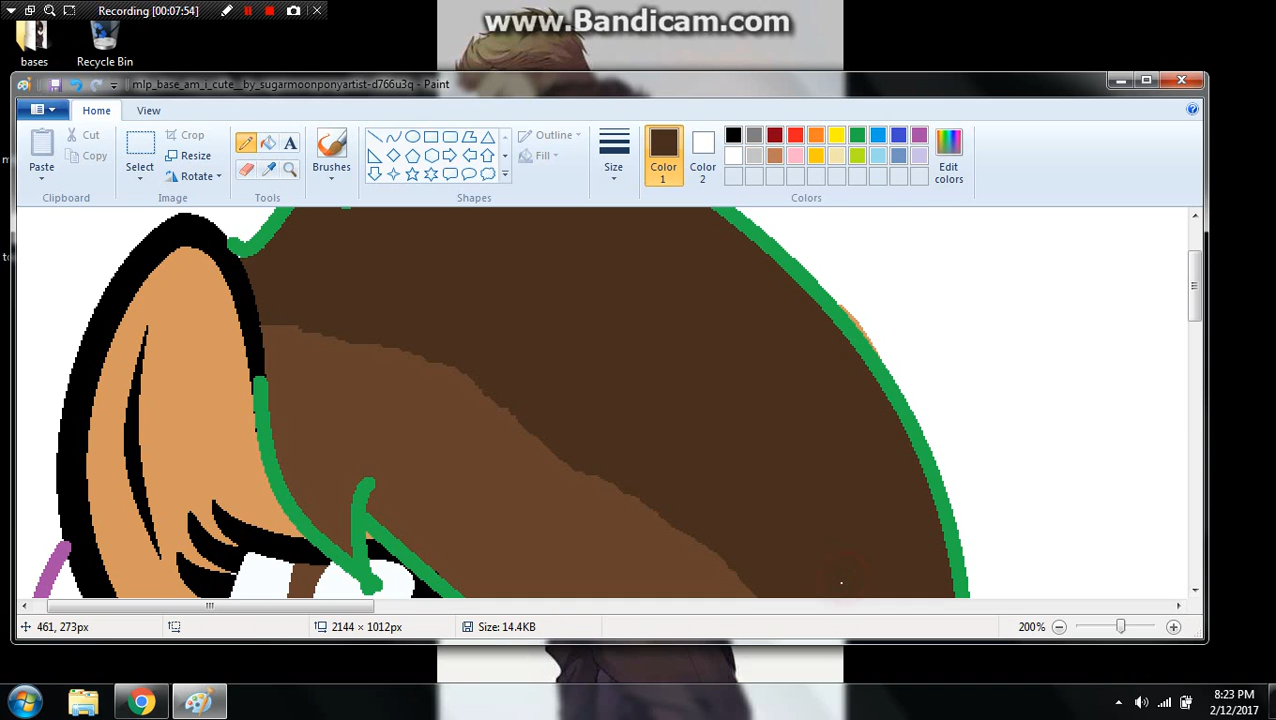 Recording [00:07:54]
www.Bandicam.com
bases
Recycle Bin
mlp_base_am_i_cute__by_sugarmoonponyartist-d766u3q - Paint
Home
View
Paste
Cut
Copy
Clipboard
Select
Crop
Resize
Rotate
Image
A
Tools
Brushes
Outline
Fill
Shapes
Size
Color
1
Color
2
Edit
colors
Colors
461, 273px
2144 × 1012px
Size: 14.4KB
200%
8:23 PM
2/12/2017